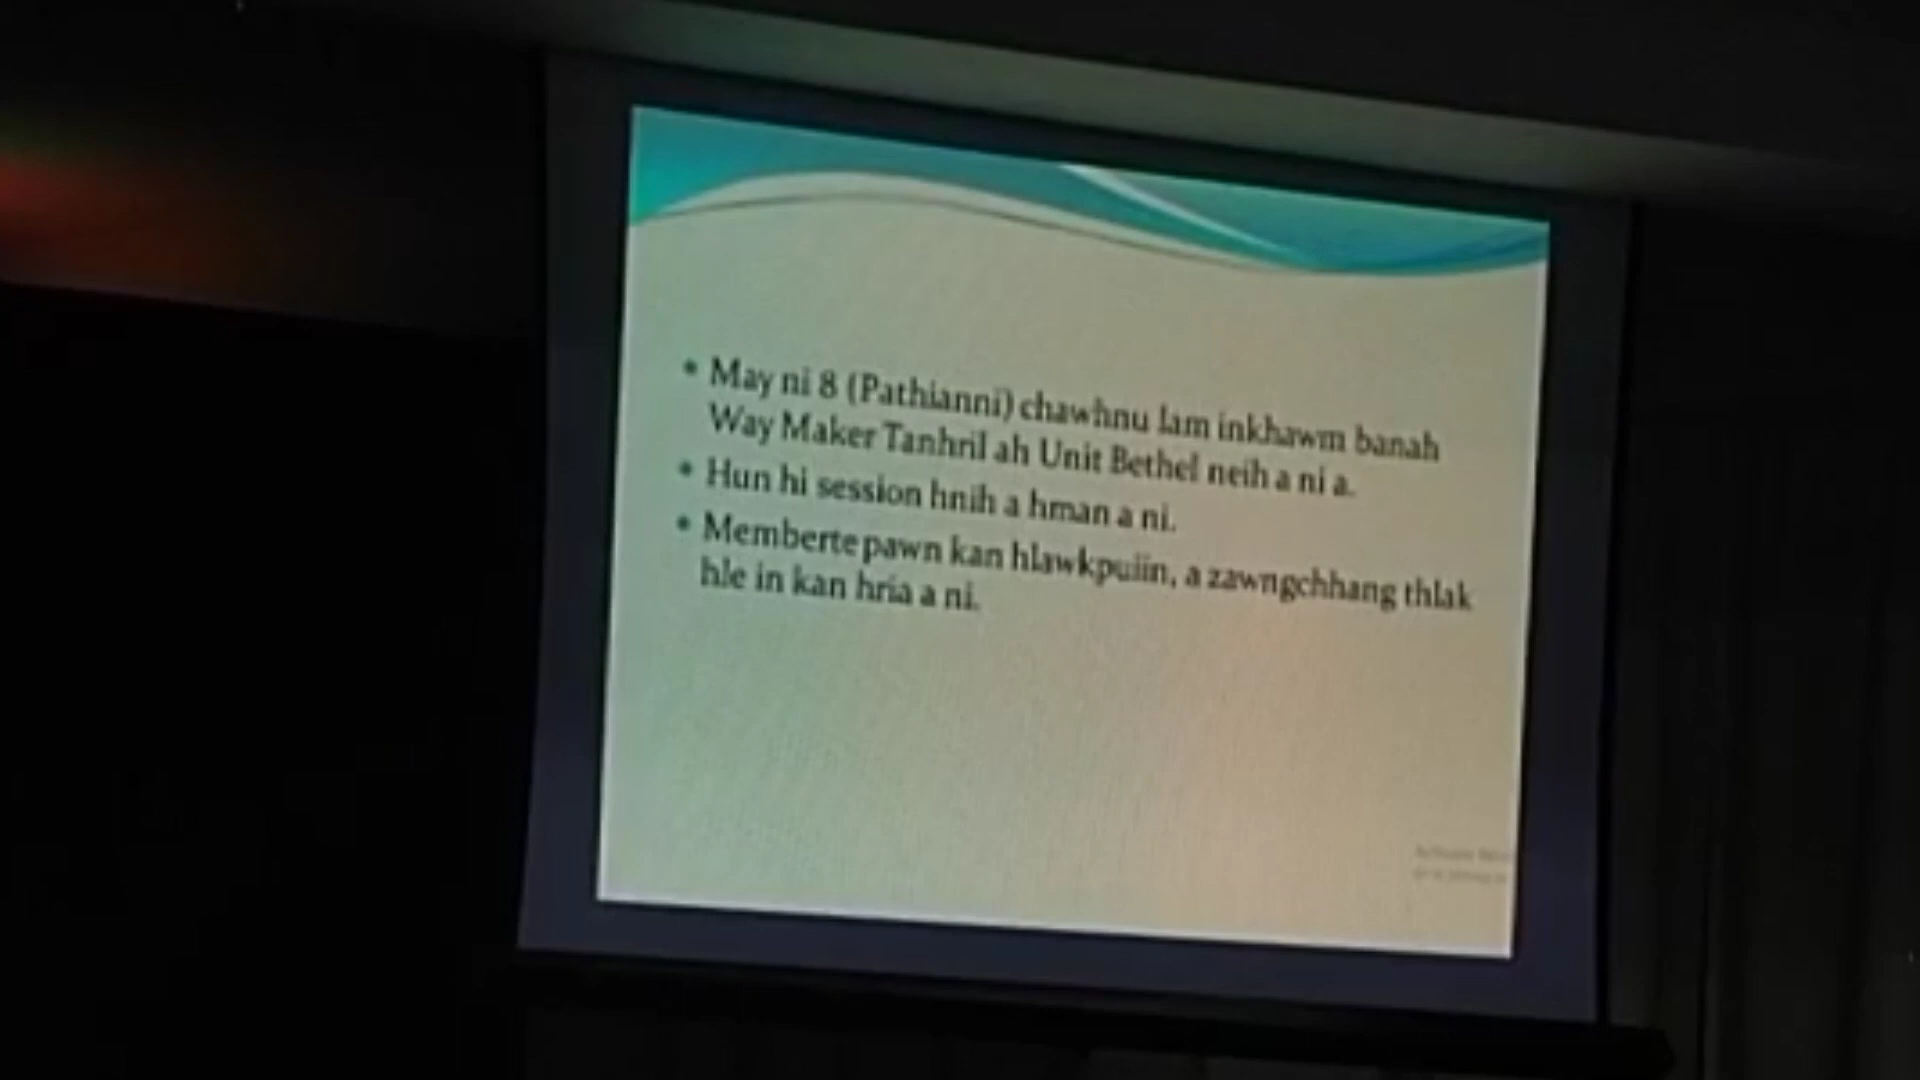 • May ni 8 (Pathianni) chawhnu lam inkhawm banah
Way Maker Tanhril ah Unit Bethel neih a ni a.
• Hun hi session hnih a hman a ni.
• Memberte pawn kan hlawkpuiin, a zawngchhang thlak
hle in kan hria a ni.